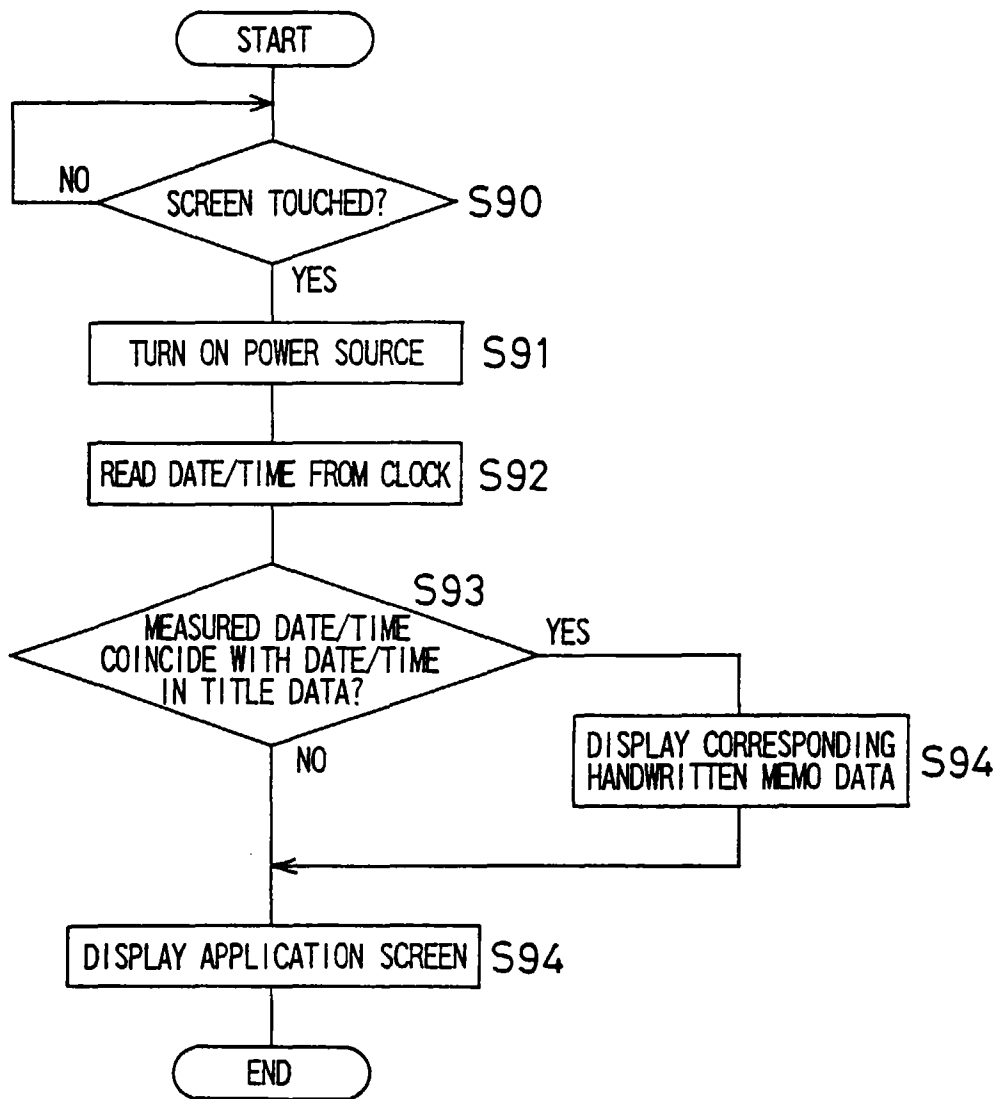 START
NO
SCREEN TOUCHED?
S90
YES
TURN ON POWER SOURCE
S91
READ DATE/TIME FROM CLOCK
S92
S93
MEASURED DATE/TIME
COINCIDE WITH DATE/TIME
IN TITLE DATA?
YES
NO
DISPLAY CORRESPONDING
HANDWRITTEN MEMO DATA
S94
DISPLAY APPLICATION SCREEN
S94
END